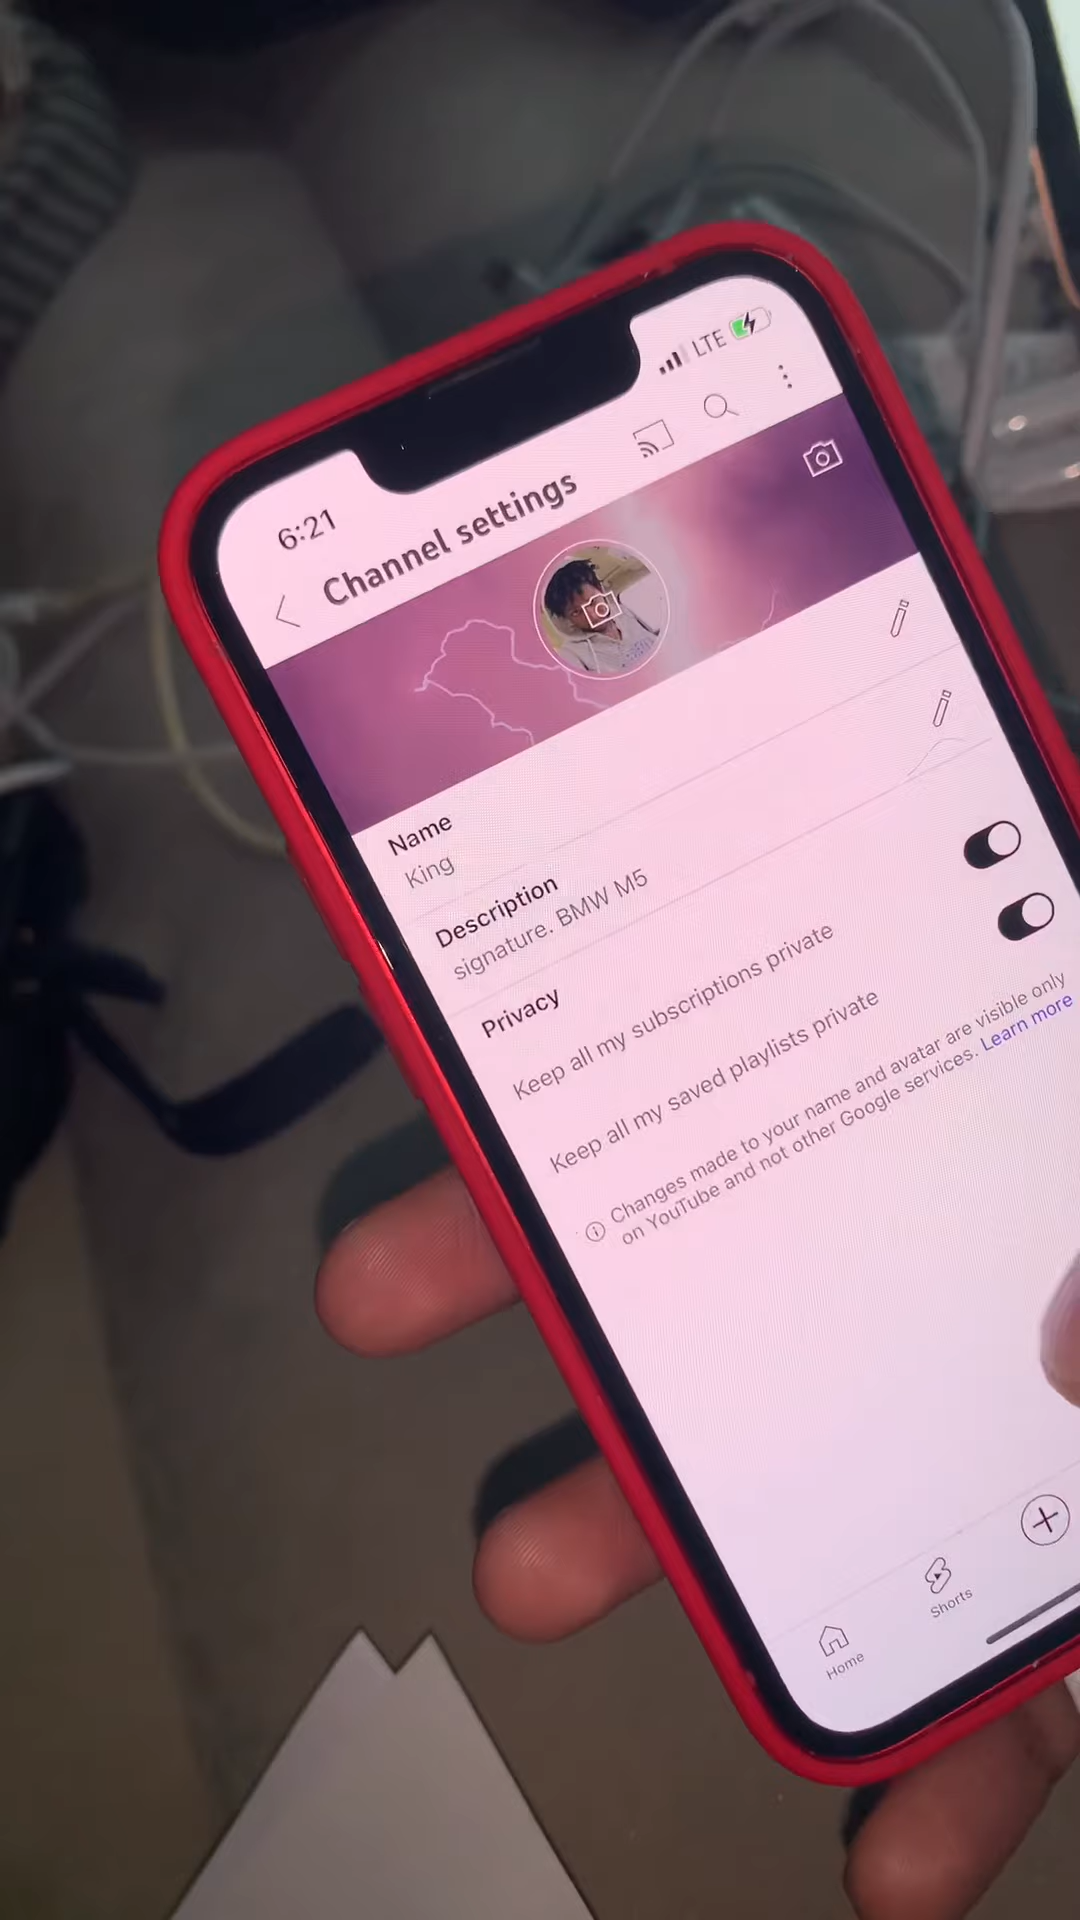 6:21
LTE
Channel settings
Name
King
Description
signature. BMW M5
Privacy
Keep all my subscriptions private
Keep all my saved playlists private
Changes made to your name and avatar are visible only
on YouTube and not other Google services. Learn more
Home
Shorts